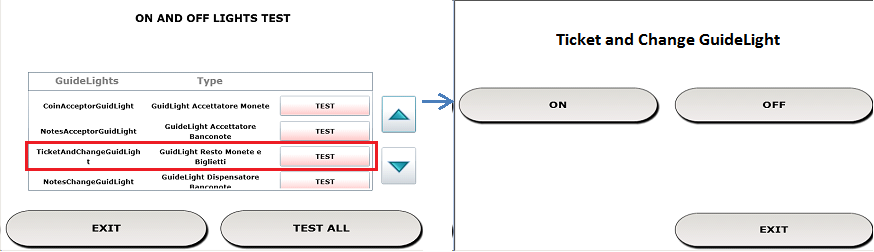 ON AND OFF LIGHTS TEST
GuideLights Type
CoinAcceptorGuidLight GuidLight Accettatore Monete TEST
NotesAcceptorGuidLight GuideLight Accettatore
Banconote TEST
TicketAndChangeGuidLigh
t GuidLight Resto Monete e
Biglietti TEST
NotesChangeGuidLight GuideLight Dispensatore
Banconote TEST
EXIT TEST ALL
Ticket and Change GuideLight
ON OFF
EXIT